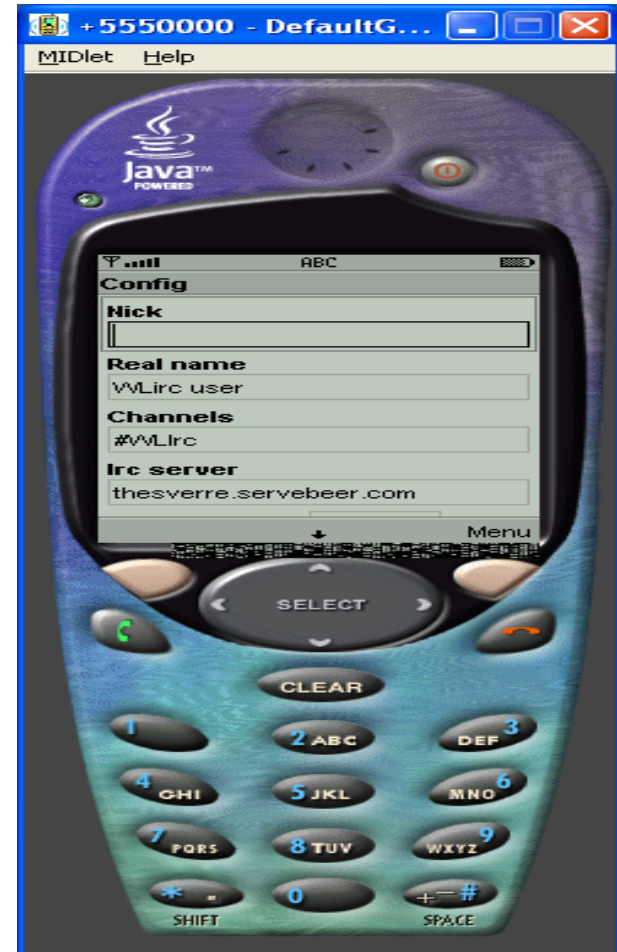 +5550000 - DefaultG...
MIDlet Help
Java™
POWERED
ABC
Config
Nick
Real name
WLirc user
Channels
#WLIrc
Irc server
thesverre.servebeer.com
Menu
SELECT
CLEAR
1 2 ABC DEF 3
4 GHI 5 JKL MNO 6
7 PQRS 8 TUV WXYZ 9
* . 0 +-#
SHIFT SPACE